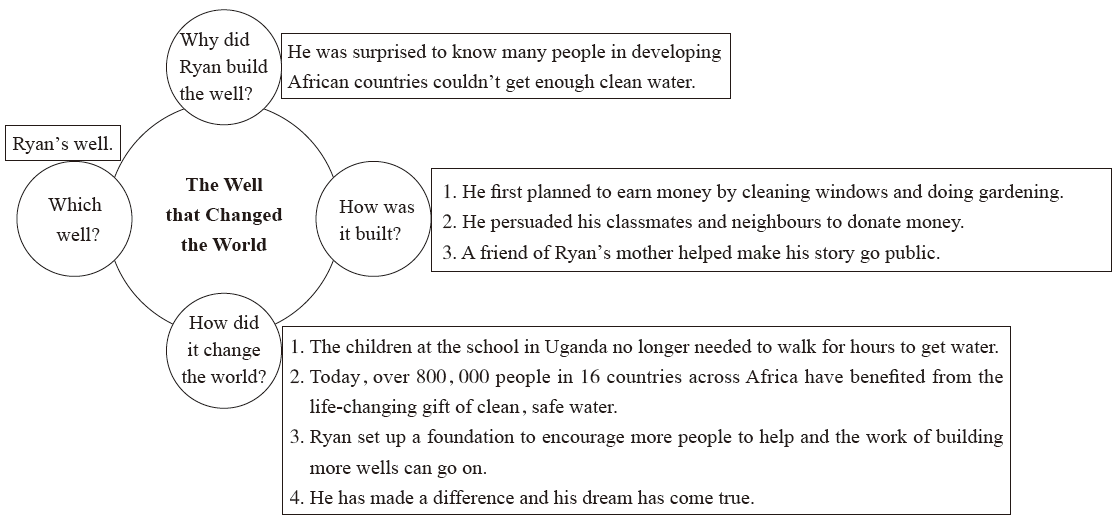 Why did
Ryan build
the well?
He was surprised to know many people in developing
African countries couldn’t get enough clean water.
Ryan’s well.
Which
well?
The Well
that Changed
the World
How was
it built?
1. He first planned to earn money by cleaning windows and doing gardening.
2. He persuaded his classmates and neighbours to donate money.
3. A friend of Ryan’s mother helped make his story go public.
How did
it change
the world?
1. The children at the school in Uganda no longer needed to walk for hours to get water.
2. Today, over 800,000 people in 16 countries across Africa have benefited from the
life-changing gift of clean, safe water.
3. Ryan set up a foundation to encourage more people to help and the work of building
more wells can go on.
4. He has made a difference and his dream has come true.